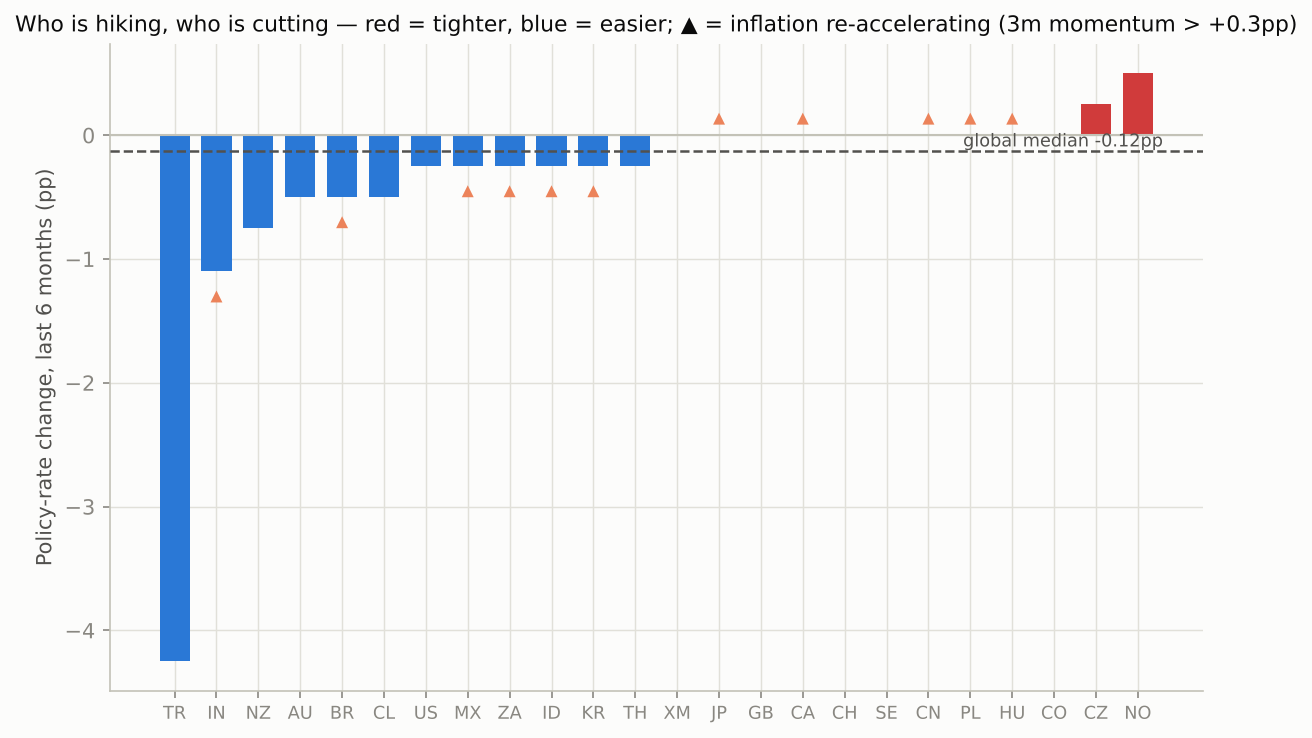 Who is hiking, who is cutting — red = tighter, blue = easier; ▲ = inflation re-accelerating (3m momentum > +0.3pp)
Policy-rate change, last 6 months (pp)
0
−1
−2
−3
−4
global median -0.12pp
TR IN NZ AU BR CL US MX ZA ID KR TH XM JP GB CA CH SE CN PL HU CO CZ NO